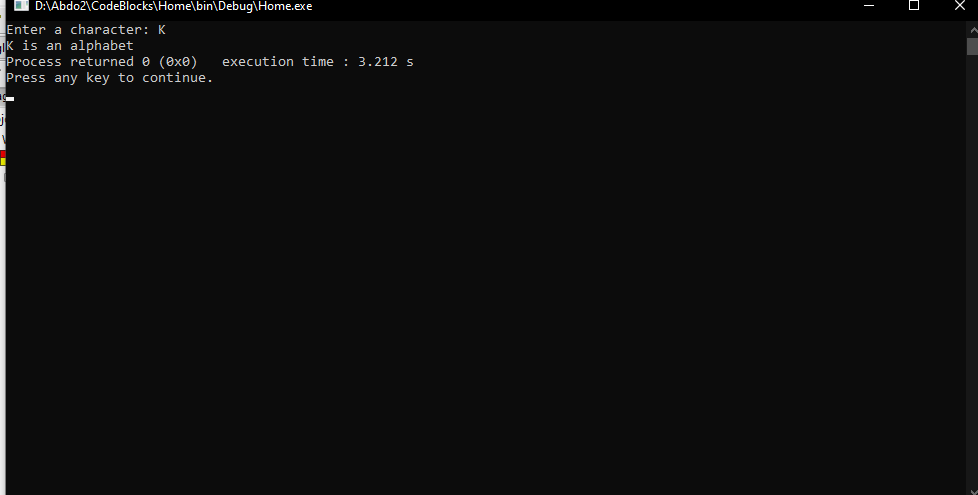 D:\Abdo2\CodeBlocks\Home\bin\Debug\Home.exe
Enter a character: K
K is an alphabet
Process returned 0 (0x0)   execution time : 3.212 s
Press any key to continue.